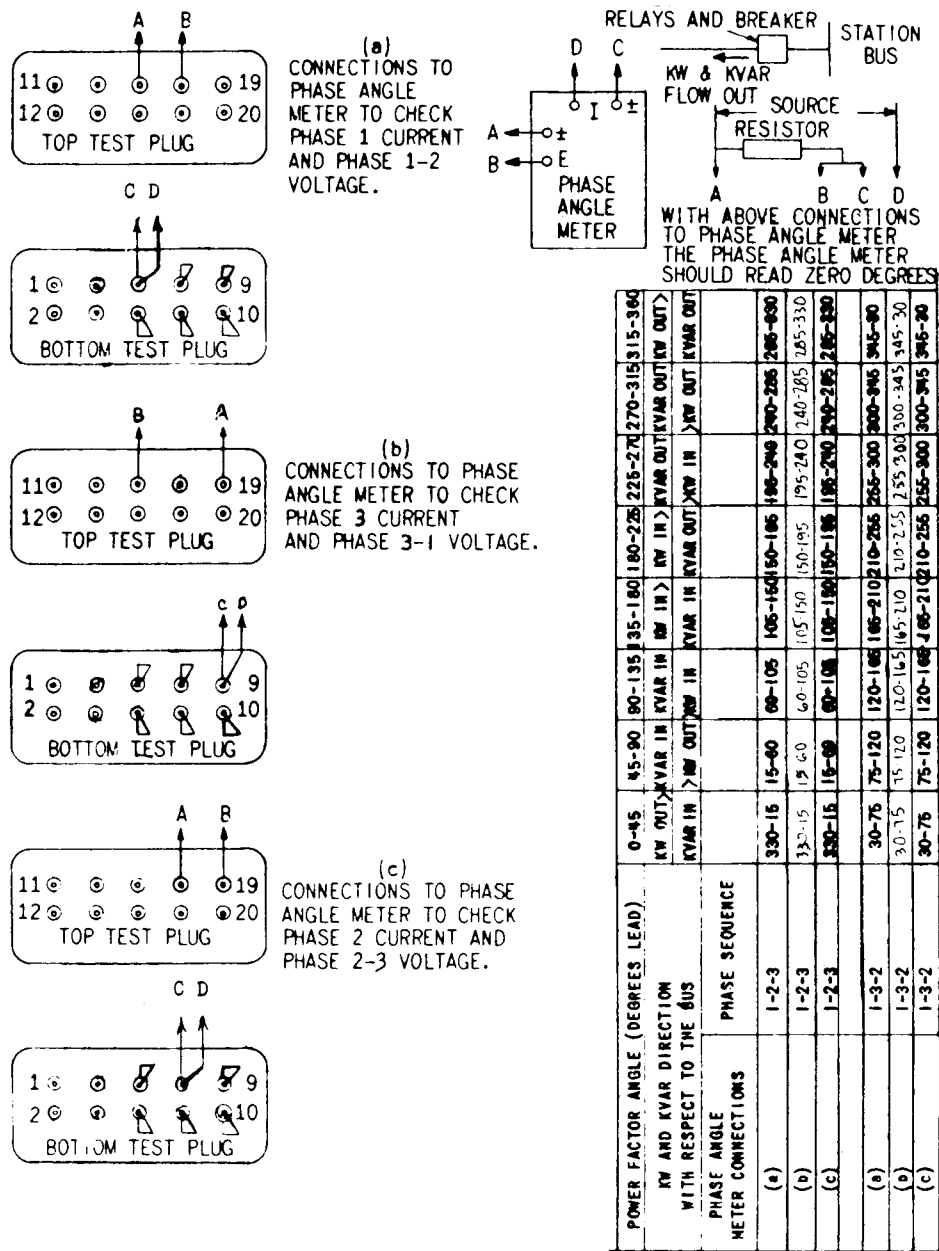 A B
11 19
12 20
TOP TEST PLUG
(a)
CONNECTIONS TO
PHASE ANGLE
METER TO CHECK
PHASE 1 CURRENT
AND PHASE 1-2
VOLTAGE.
C D
1 9
2 10
BOTTOM TEST PLUG
B A
11 19
12 20
TOP TEST PLUG
(b)
CONNECTIONS TO PHASE
ANGLE METER TO CHECK
PHASE 3 CURRENT
AND PHASE 3-1 VOLTAGE.
C D
1 9
2 10
BOTTOM TEST PLUG
A B
11 19
12 20
TOP TEST PLUG
(c)
CONNECTIONS TO PHASE
ANGLE METER TO CHECK
PHASE 2 CURRENT AND
PHASE 2-3 VOLTAGE.
C D
1 9
2 10
BOTTOM TEST PLUG
RELAYS AND BREAKER
STATION
BUS
KW & KVAR
FLOW OUT
D C
I ±
A ±
B E
PHASE
ANGLE
METER
SOURCE
RESISTOR
A B C D
WITH ABOVE CONNECTIONS
TO PHASE ANGLE METER
THE PHASE ANGLE METER
SHOULD READ ZERO DEGREES
POWER FACTOR ANGLE (DEGREES LEAD) 0-45 45-90 90-135 135-180 180-225 225-270 270-315 315-360
KW AND KVAR DIRECTION KW OUT> KVAR IN KVAR IN KW IN> KW IN> KVAR OUT KVAR OUT KW OUT>
WITH RESPECT TO THE BUS KVAR IN >KW OUT >KW IN KVAR IN KVAR OUT >KW IN >KW OUT KVAR OUT
PHASE ANGLE
METER CONNECTIONS PHASE SEQUENCE
(a) 1-2-3 330-15 15-60 60-105 105-150 150-195 195-240 240-285 285-330
(b) 1-2-3 330-15 15-60 60-105 105-150 150-195 195-240 240-285 285-330
(c) 1-2-3 330-15 15-60 60-105 105-150 150-195 195-240 240-285 285-330
(a) 1-3-2 30-75 75-120 120-165 165-210 210-255 255-300 300-345 345-30
(b) 1-3-2 30-75 75-120 120-165 165-210 210-255 255-300 300-345 345-30
(c) 1-3-2 30-75 75-120 120-165 165-210 210-255 255-300 300-345 345-30